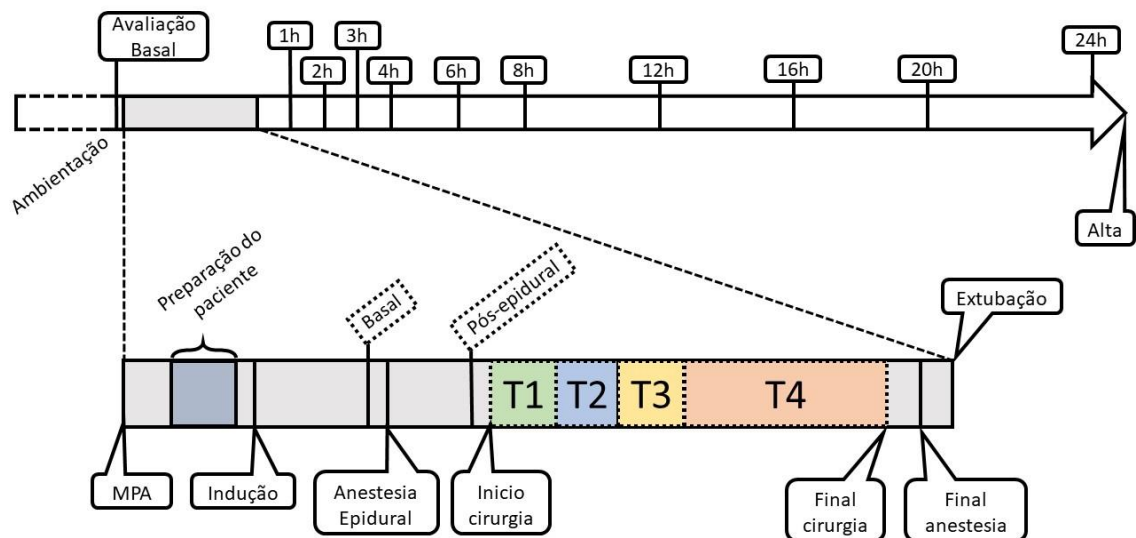 Avaliação
Basal
1h
2h
3h
4h
6h
8h
12h
16h
20h
24h
Ambientação
Alta
Preparação do
paciente
Basal
Pós-epidural
Extubação
T1
T2
T3
T4
MPA
Indução
Anestesia
Epidural
Inicio
cirurgia
Final
cirurgia
Final
anestesia